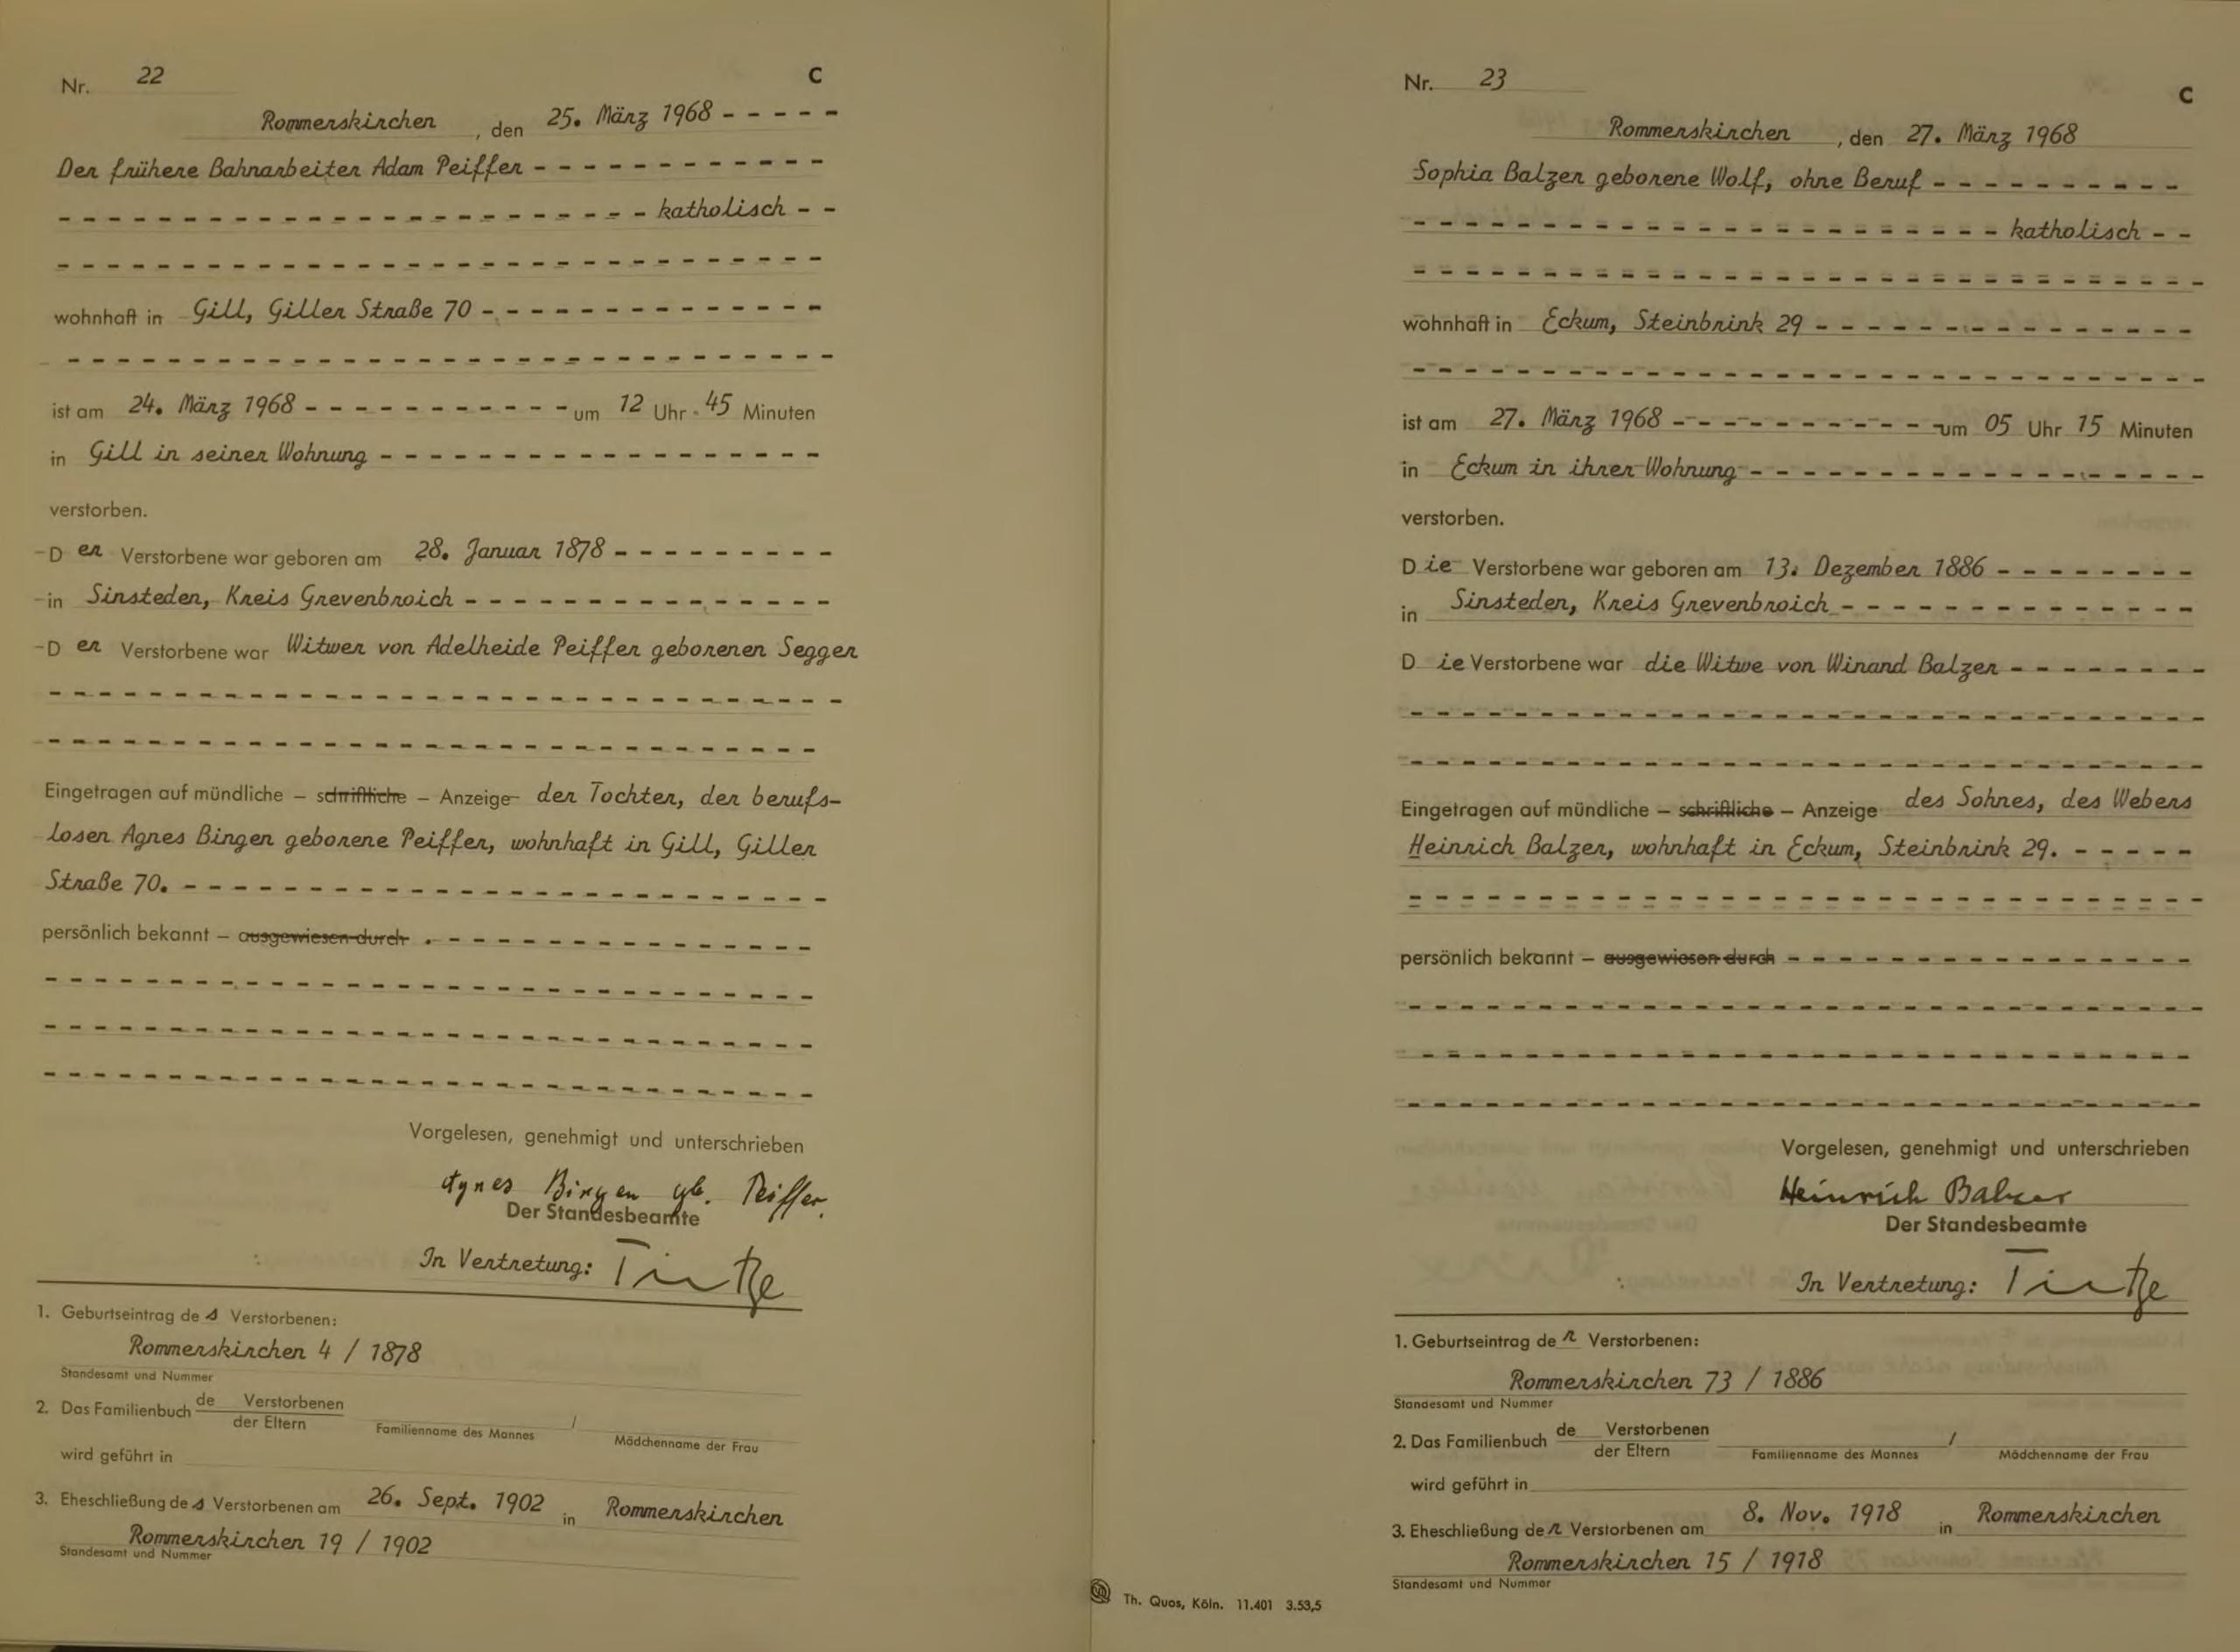 Nr. 22 C
Rommerskirchen, den 25. März 1968 - - - - -
Der frühere Bahnarbeiter Adam Peiffer - - - - - - - - - - - -
- - - - - - - - - - - - - - - - - - - - - - - - katholisch - -
- - - - - - - - - - - - - - - - - - - - - - - - - - - - - -
wohnhaft in Gill, Giller Straße 70 - - - - - - - - - - - - - -
- - - - - - - - - - - - - - - - - - - - - - - - - - - - - -
ist am 24. März 1968 - - - - - - - - - - - um 12 Uhr 45 Minuten
in Gill in seiner Wohnung - - - - - - - - - - - - - - - - - -
verstorben.
Der Verstorbene war geboren am 28. Januar 1878 - - - - - - - - -
in Sinsteden, Kreis Grevenbroich - - - - - - - - - - - - - - -
Der Verstorbene war Witwer von Adelheide Peiffer geborenen Segger
- - - - - - - - - - - - - - - - - - - - - - - - - - - - - -
- - - - - - - - - - - - - - - - - - - - - - - - - - - - - -
Eingetragen auf mündliche – schriftliche – Anzeige der Tochter, der berufs-
losen Agnes Bingen geborene Peiffer, wohnhaft in Gill, Giller
Straße 70. - - - - - - - - - - - - - - - - - - - - - - - - -
persönlich bekannt – ausgewiesen durch . - - - - - - - - - - - - - - -
- - - - - - - - - - - - - - - - - - - - - - - - - - - - - -
- - - - - - - - - - - - - - - - - - - - - - - - - - - - - -
- - - - - - - - - - - - - - - - - - - - - - - - - - - - - -
Vorgelesen, genehmigt und unterschrieben
Agnes Bingen gb. Peiffer.
Der Standesbeamte
In Vertretung: Tintze
1. Geburtseintrag des Verstorbenen:
Rommerskirchen 4 / 1878
Standesamt und Nummer
2. Das Familienbuch de Verstorbenen
der Eltern
/
Familienname des Mannes Mädchenname der Frau
wird geführt in
3. Eheschließung des Verstorbenen am 26. Sept. 1902 in Rommerskirchen
Rommerskirchen 19 / 1902
Standesamt und Nummer
Th. Quos, Köln. 11.401 3.53,5
Nr. 23 C
Rommerskirchen, den 27. März 1968
Sophia Balzer geborene Wolf, ohne Beruf - - - - - - - - - -
- - - - - - - - - - - - - - - - - - - - - - - katholisch - -
- - - - - - - - - - - - - - - - - - - - - - - - - - - - - -
wohnhaft in Eckum, Steinbrink 29 - - - - - - - - - - - - - - -
- - - - - - - - - - - - - - - - - - - - - - - - - - - - - -
ist am 27. März 1968 - - - - - - - - - - - um 05 Uhr 15 Minuten
in Eckum in ihrer Wohnung - - - - - - - - - - - - - - - - - -
verstorben.
Die Verstorbene war geboren am 13. Dezember 1886 - - - - - - - -
in Sinsteden, Kreis Grevenbroich - - - - - - - - - - - - - -
Die Verstorbene war die Witwe von Winand Balzer - - - - - - - -
- - - - - - - - - - - - - - - - - - - - - - - - - - - - - -
- - - - - - - - - - - - - - - - - - - - - - - - - - - - - -
Eingetragen auf mündliche – schriftliche – Anzeige des Sohnes, des Webers
Heinrich Balzer, wohnhaft in Eckum, Steinbrink 29. - - - - -
- - - - - - - - - - - - - - - - - - - - - - - - - - - - - -
persönlich bekannt – ausgewiesen durch - - - - - - - - - - - - - - - -
- - - - - - - - - - - - - - - - - - - - - - - - - - - - - -
- - - - - - - - - - - - - - - - - - - - - - - - - - - - - -
- - - - - - - - - - - - - - - - - - - - - - - - - - - - - -
Vorgelesen, genehmigt und unterschrieben
Heinrich Balzer
Der Standesbeamte
In Vertretung: Tintze
1. Geburtseintrag der Verstorbenen:
Rommerskirchen 73 / 1886
Standesamt und Nummer
2. Das Familienbuch de Verstorbenen
der Eltern
/
Familienname des Mannes Mädchenname der Frau
wird geführt in
3. Eheschließung der Verstorbenen am 8. Nov. 1918 in Rommerskirchen
Rommerskirchen 15 / 1918
Standesamt und Nummer